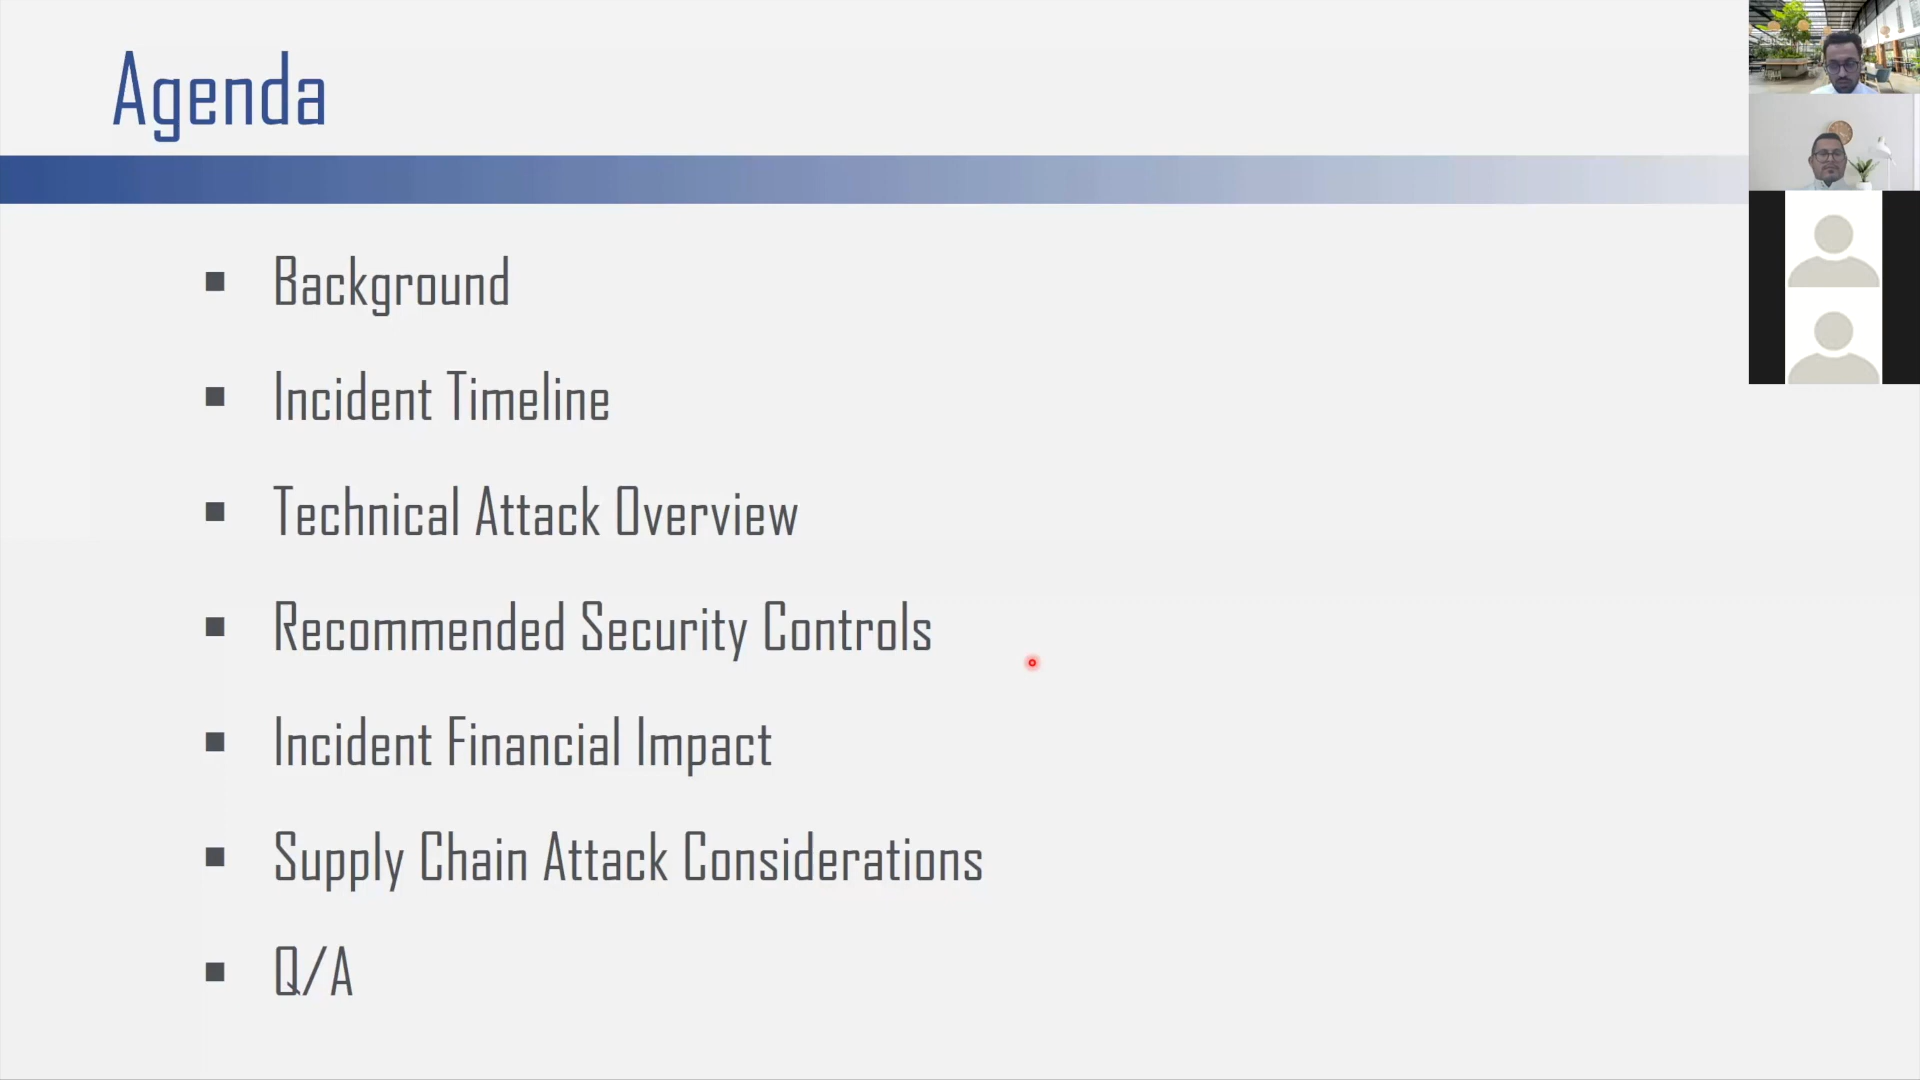 Agenda
Background
Incident Timeline
Technical Attack Overview
Recommended Security Controls
Incident Financial Impact
Supply Chain Attack Considerations
Q/A